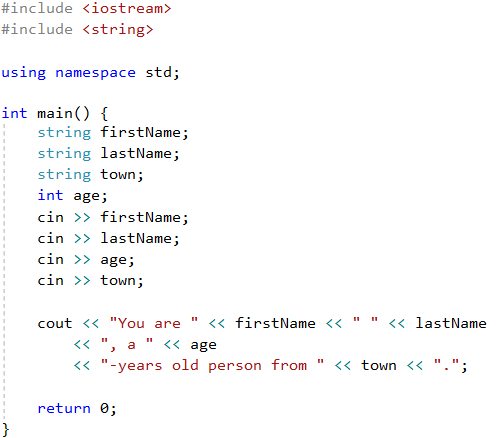 #include <iostream>
#include <string>
using namespace std;
int main() {
string firstName;
string lastName;
string town;
int age;
cin >> firstName;
cin >> lastName;
cin >> age;
cin >> town;
cout << "You are " << firstName << " " << lastName
<< ", a " << age
<< "-years old person from " << town << ".";
return 0;
}